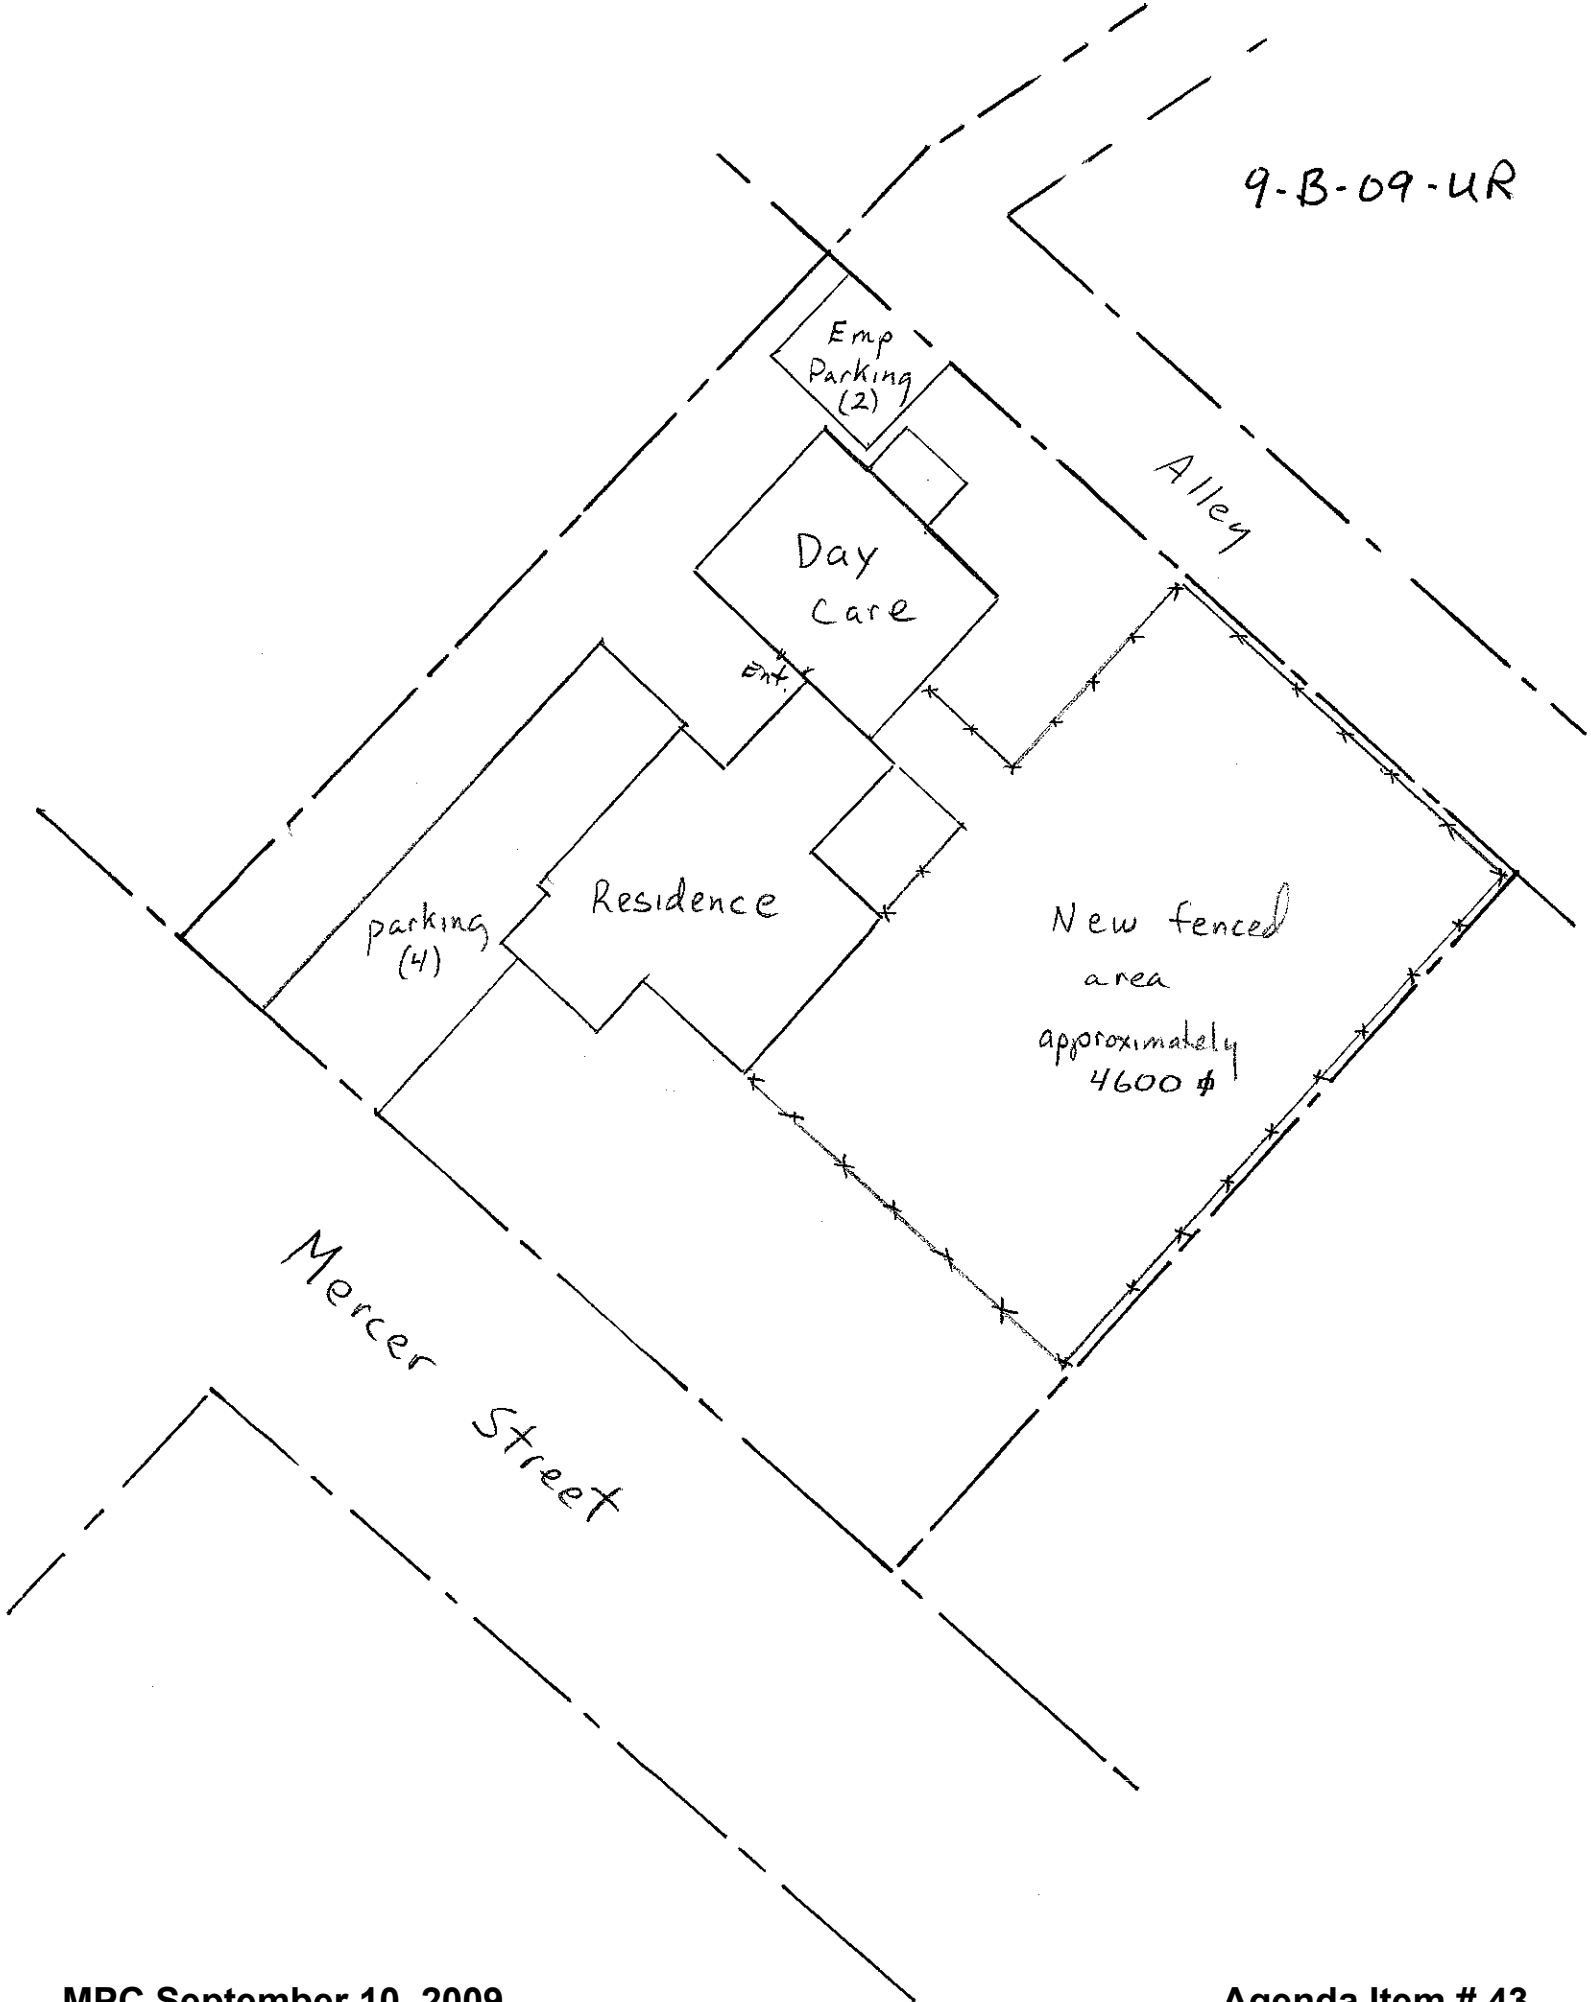 9-B-09-UR
Emp
Parking
(2)
Alley
Day
Care
Ent.
Residence
parking
(4)
New fenced
area
approximately
4600 ⏀
Mercer
Street
MPC September 10, 2009
Agenda Item # 43